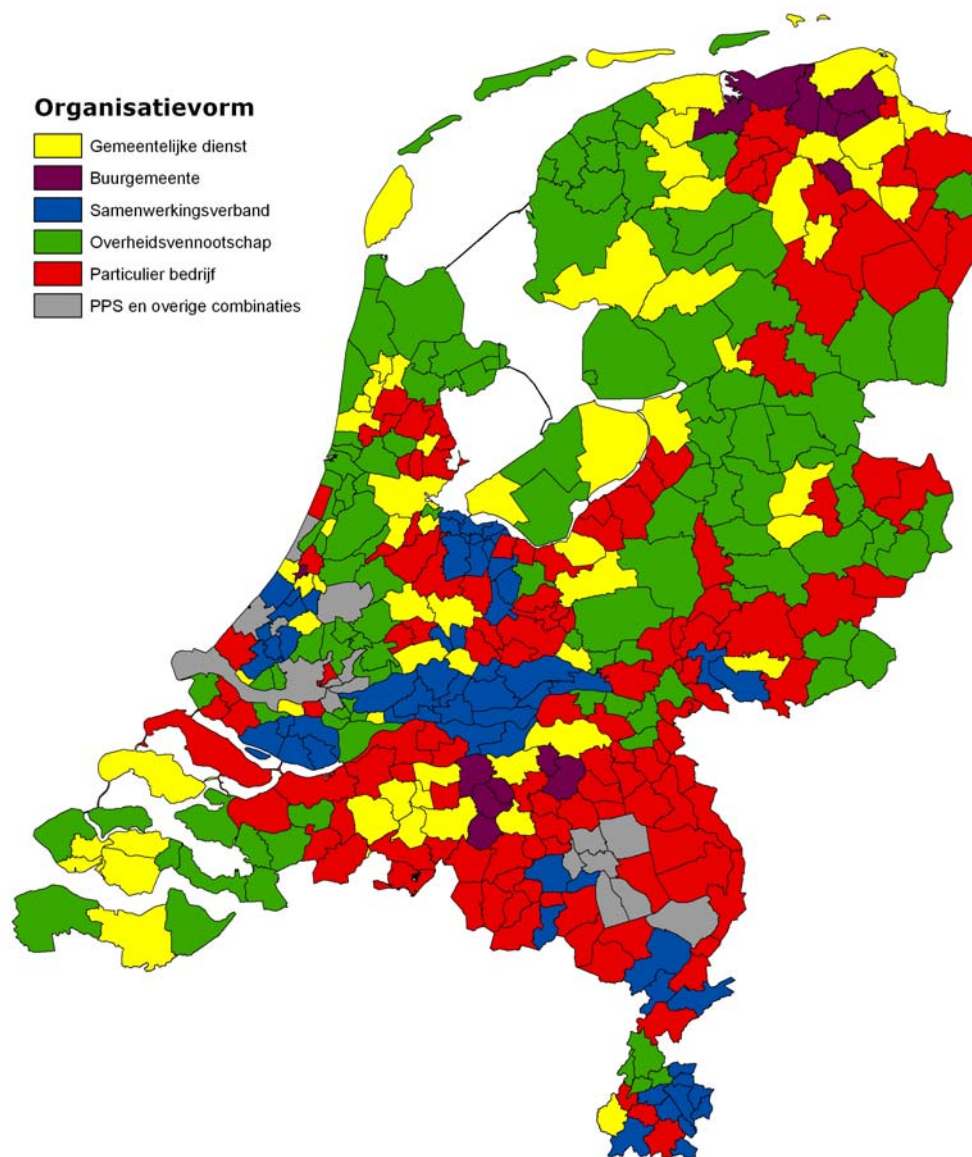 Organisatievorm
Gemeentelijke dienst
Buurgemeente
Samenwerkingsverband
Overheidsvennootschap
Particulier bedrijf
PPS en overige combinaties